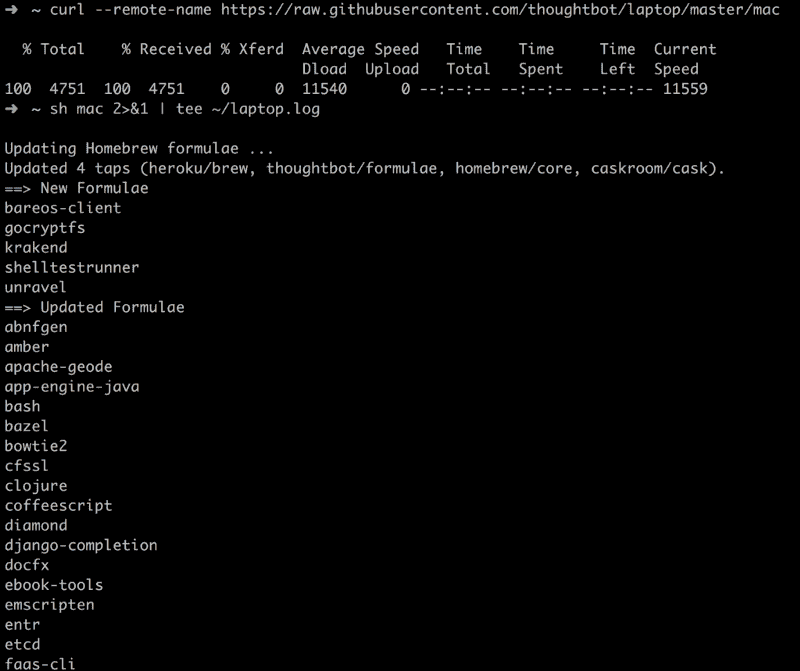 ➜ ~ curl --remote-name https://raw.githubusercontent.com/thoughtbot/laptop/master/mac
% Total % Received % Xferd Average Speed Time Time Time Current
Dload Upload Total Spent Left Speed
100 4751 100 4751 0 0 11540 0 --:--:-- --:--:-- --:--:-- 11559
➜ ~ sh mac 2>&1 | tee ~/laptop.log
Updating Homebrew formulae ...
Updated 4 taps (heroku/brew, thoughtbot/formulae, homebrew/core, caskroom/cask).
==> New Formulae
bareos-client
gocryptfs
krakend
shelltestrunner
unravel
==> Updated Formulae
abnfgen
amber
apache-geode
app-engine-java
bash
bazel
bowtie2
cfssl
clojure
coffeescript
diamond
django-completion
docfx
ebook-tools
emscripten
entr
etcd
faas-cli